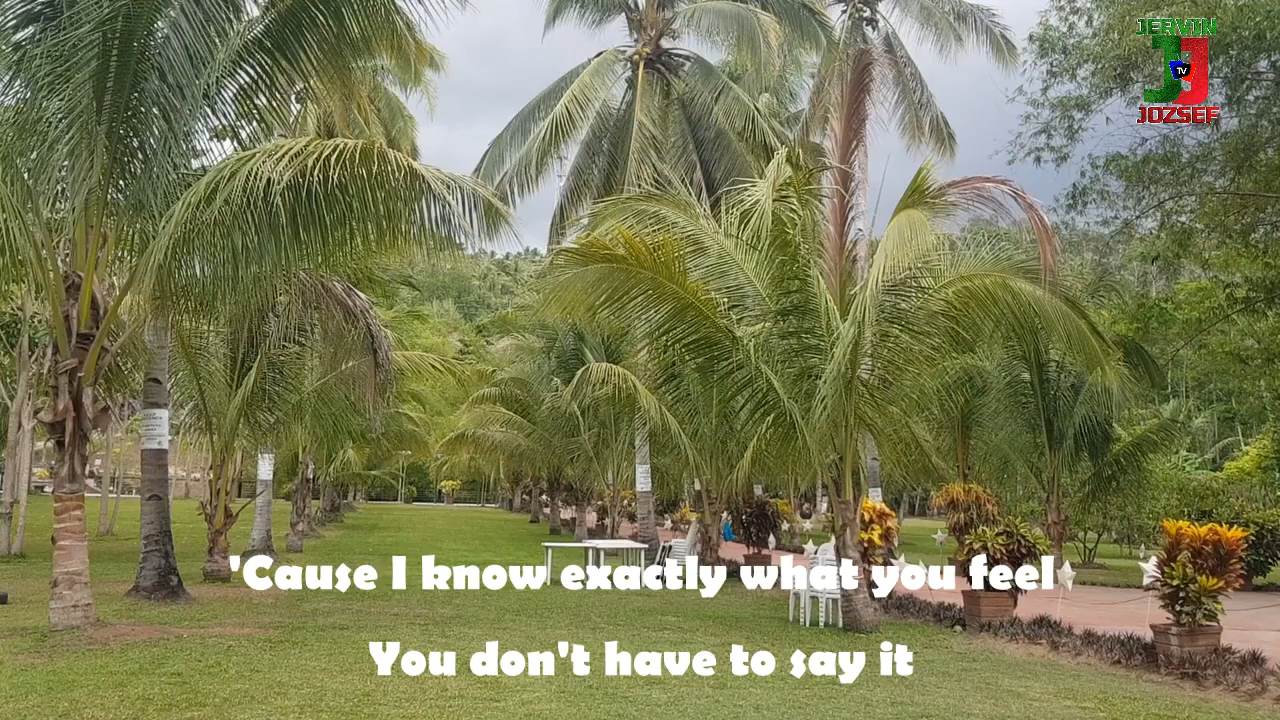 JERVIN
TV
JOZSEF
'Cause I know exactly what you feel
You don't have to say it